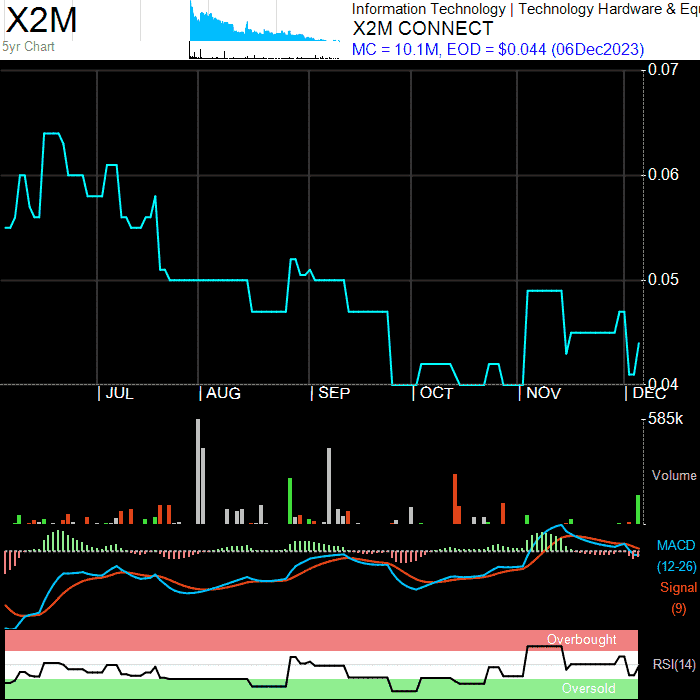 X2M
5yr Chart
Information Technology | Technology Hardware & Equ
X2M CONNECT
MC = 10.1M, EOD = $0.044 (06Dec2023)
0.07
0.06
0.05
0.04
JUL
AUG
SEP
OCT
NOV
DEC
585k
Volume
MACD
(12-26)
Signal
(9)
Overbought
RSI(14)
Oversold